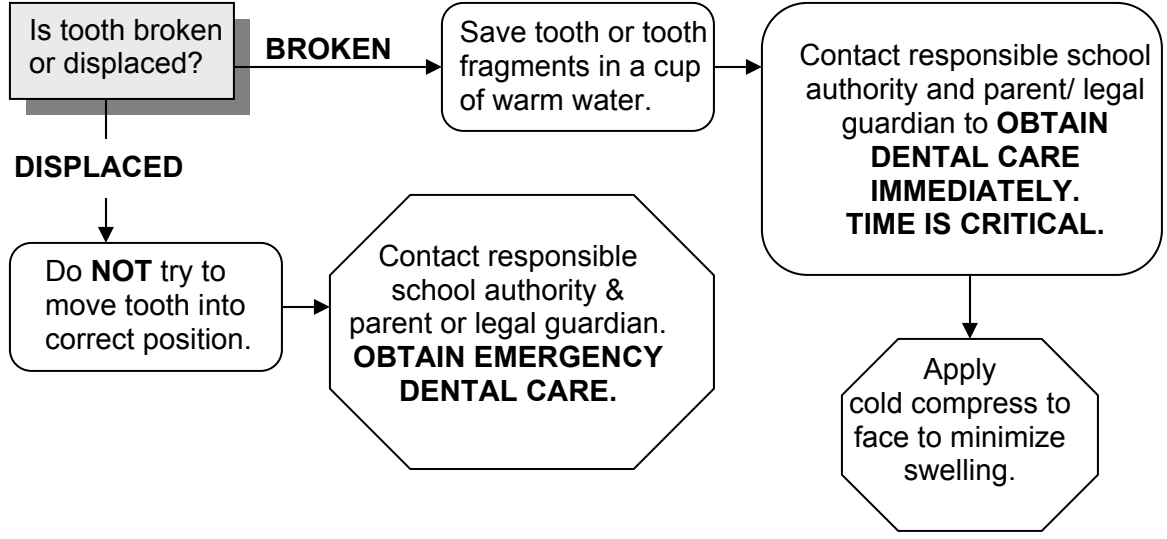 Is tooth broken
or displaced?
BROKEN
Save tooth or tooth
fragments in a cup
of warm water.
Contact responsible school
authority and parent/ legal
guardian to OBTAIN
DENTAL CARE
IMMEDIATELY.
TIME IS CRITICAL.
DISPLACED
Do NOT try to
move tooth into
correct position.
Contact responsible
school authority &
parent or legal guardian.
OBTAIN EMERGENCY
DENTAL CARE.
Apply
cold compress to
face to minimize
swelling.